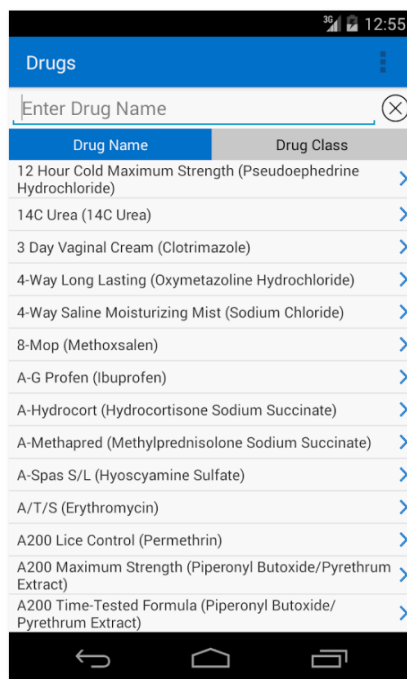 3G 12:55
Drugs
Enter Drug Name
Drug Name Drug Class
12 Hour Cold Maximum Strength (Pseudoephedrine
Hydrochloride)
14C Urea (14C Urea)
3 Day Vaginal Cream (Clotrimazole)
4-Way Long Lasting (Oxymetazoline Hydrochloride)
4-Way Saline Moisturizing Mist (Sodium Chloride)
8-Mop (Methoxsalen)
A-G Profen (Ibuprofen)
A-Hydrocort (Hydrocortisone Sodium Succinate)
A-Methapred (Methylprednisolone Sodium Succinate)
A-Spas S/L (Hyoscyamine Sulfate)
A/T/S (Erythromycin)
A200 Lice Control (Permethrin)
A200 Maximum Strength (Piperonyl Butoxide/Pyrethrum
Extract)
A200 Time-Tested Formula (Piperonyl Butoxide/
Pyrethrum Extract)